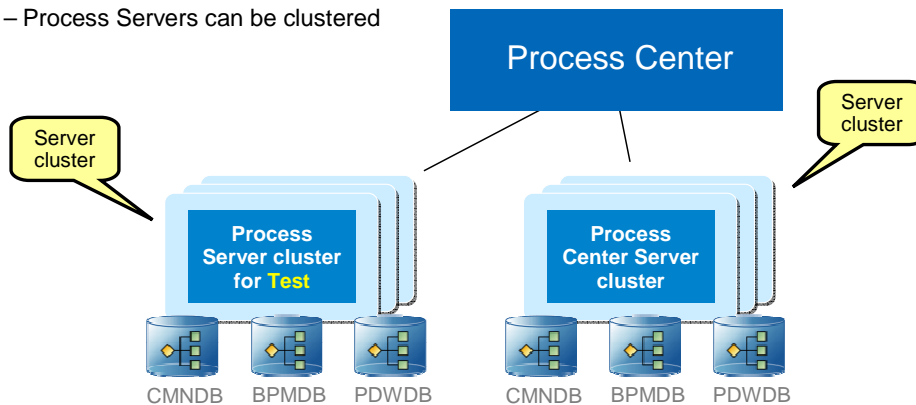 – Process Servers can be clustered
Process Center
Server
cluster
Server
cluster
Process
Server cluster
for Test
Process
Center Server
cluster
CMNDB BPMDB PDWDB
CMNDB BPMDB PDWDB